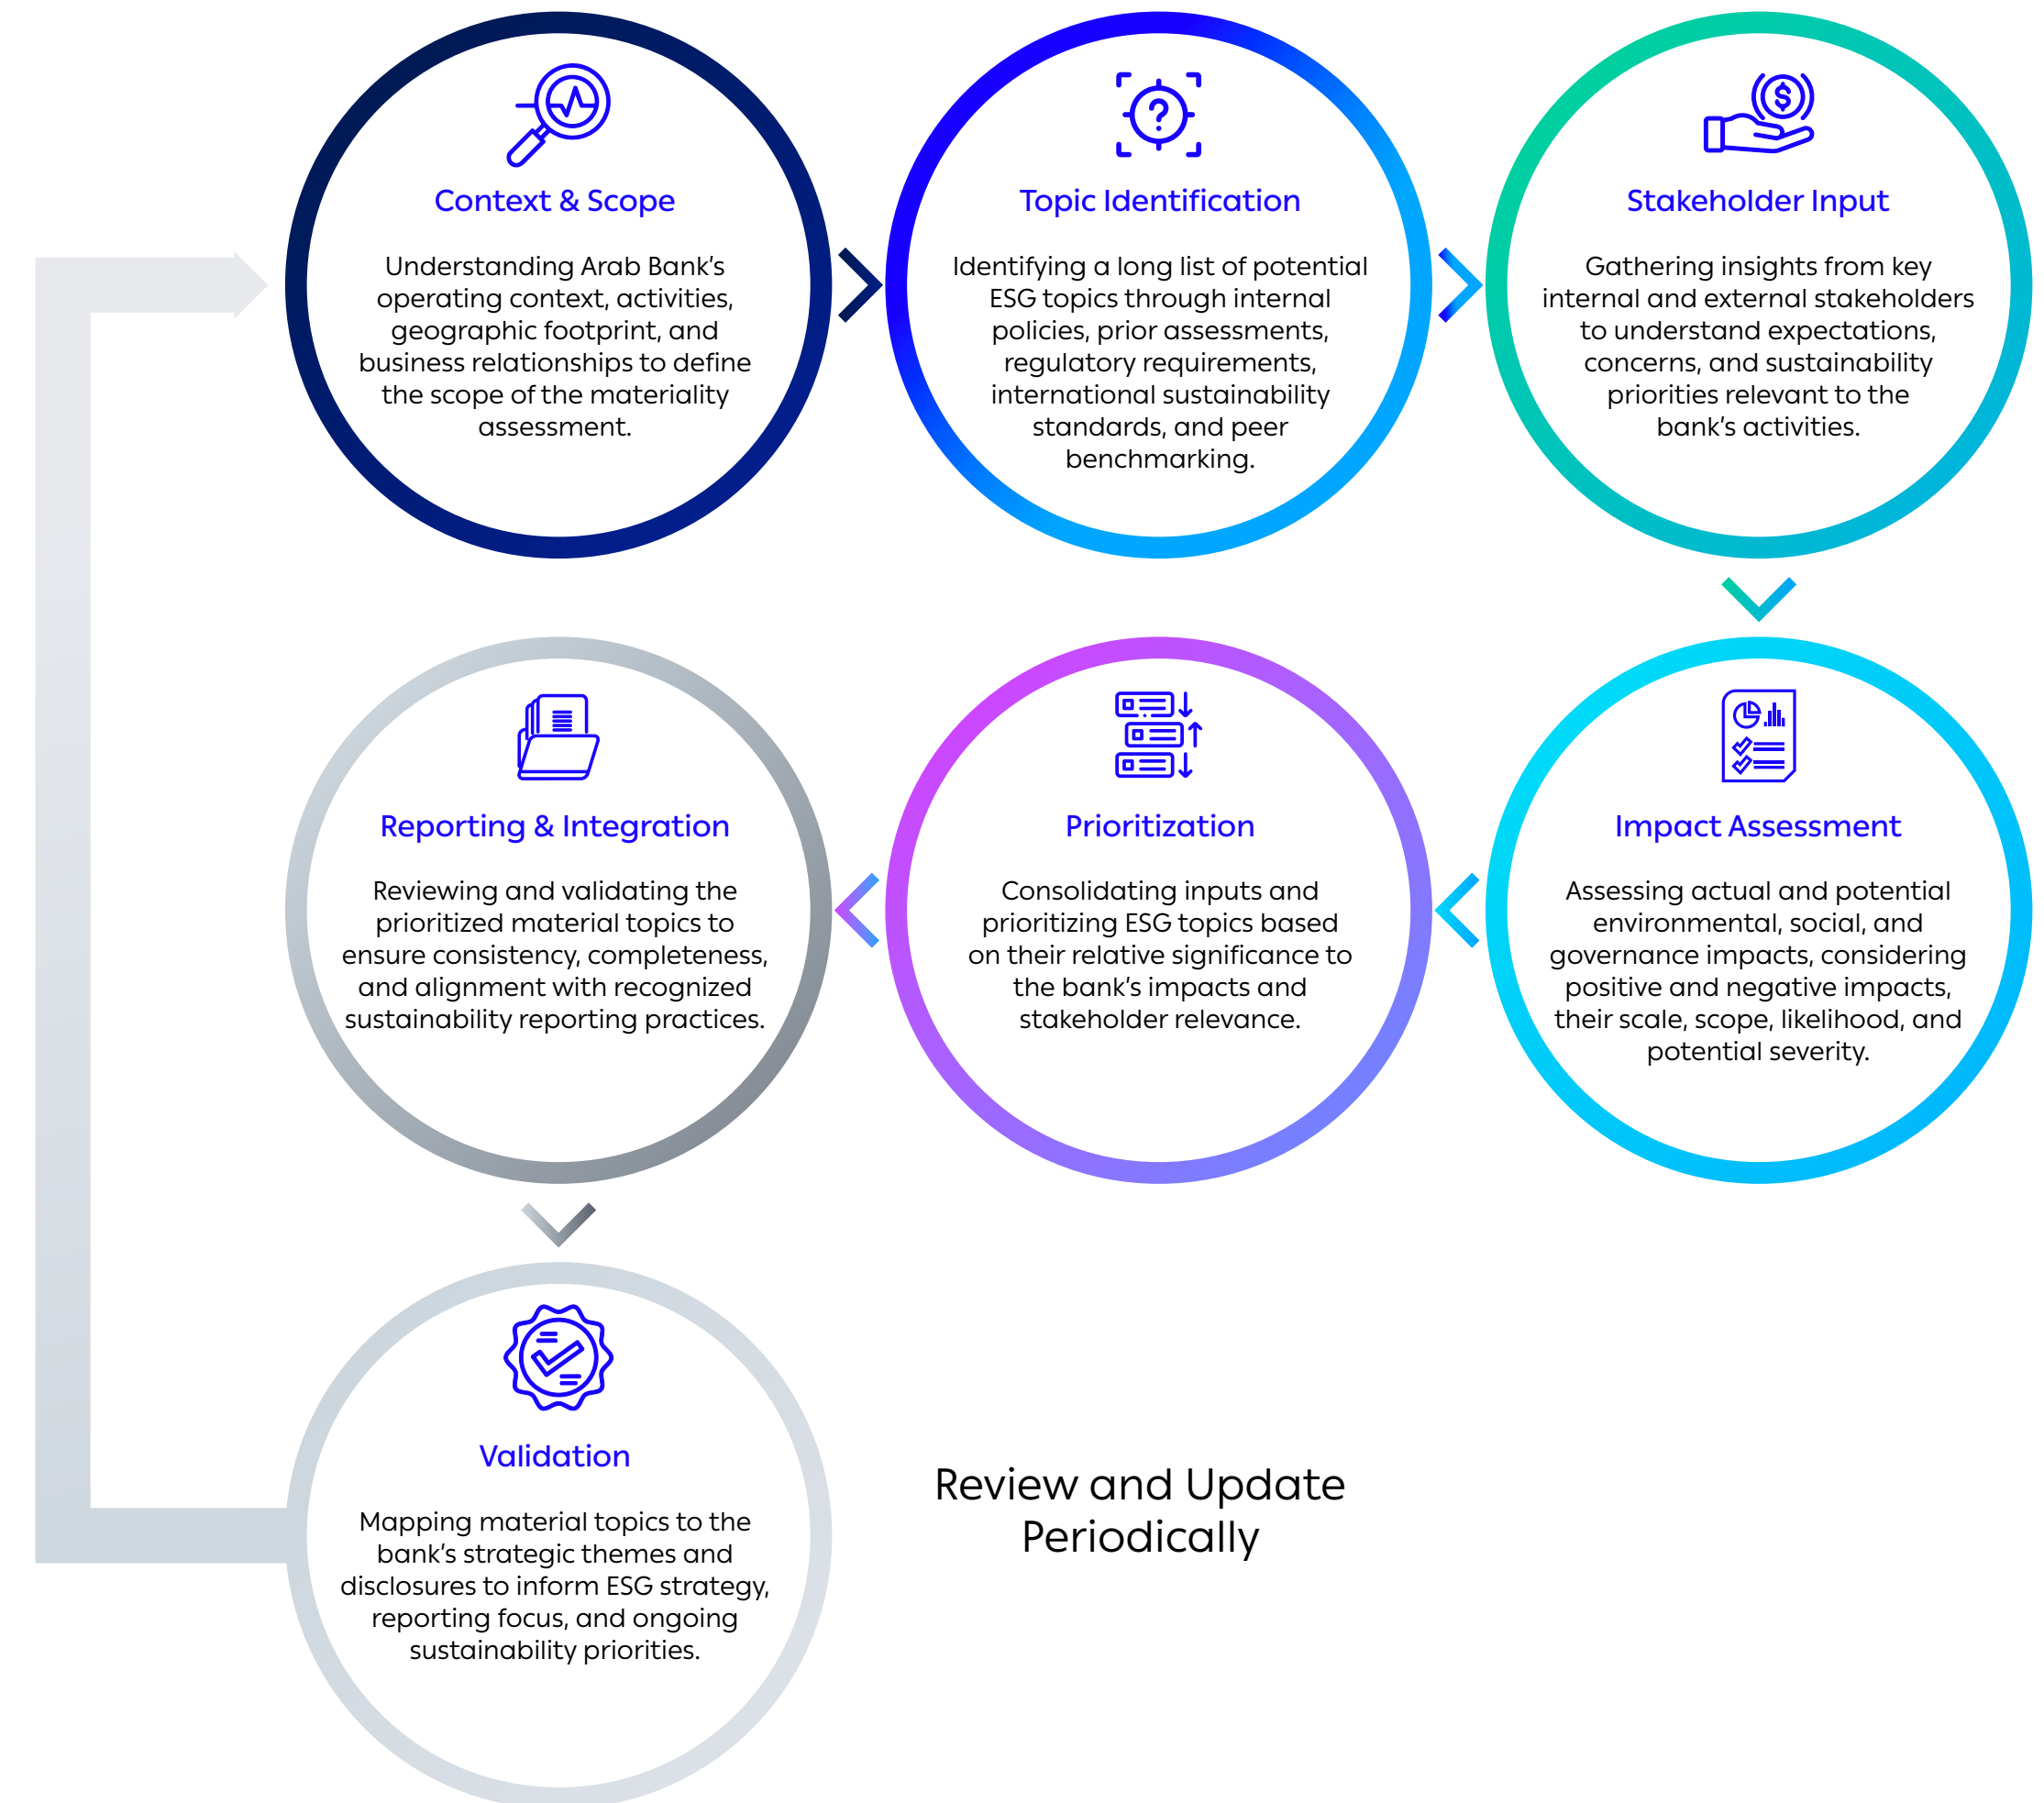 Context & Scope
Understanding Arab Bank's
operating context, activities,
geographic footprint, and
business relationships to define
the scope of the materiality
assessment.
Topic Identification
Identifying a long list of potential
ESG topics through internal
policies, prior assessments,
regulatory requirements,
international sustainability
standards, and peer
benchmarking.
Stakeholder Input
Gathering insights from key
internal and external stakeholders
to understand expectations,
concerns, and sustainability
priorities relevant to the
bank's activities.
Impact Assessment
Assessing actual and potential
environmental, social, and
governance impacts, considering
positive and negative impacts,
their scale, scope, likelihood, and
potential severity.
Prioritization
Consolidating inputs and
prioritizing ESG topics based
on their relative significance to
the bank's impacts and
stakeholder relevance.
Reporting & Integration
Reviewing and validating the
prioritized material topics to
ensure consistency, completeness,
and alignment with recognized
sustainability reporting practices.
Validation
Mapping material topics to the
bank's strategic themes and
disclosures to inform ESG strategy,
reporting focus, and ongoing
sustainability priorities.
Review and Update
Periodically